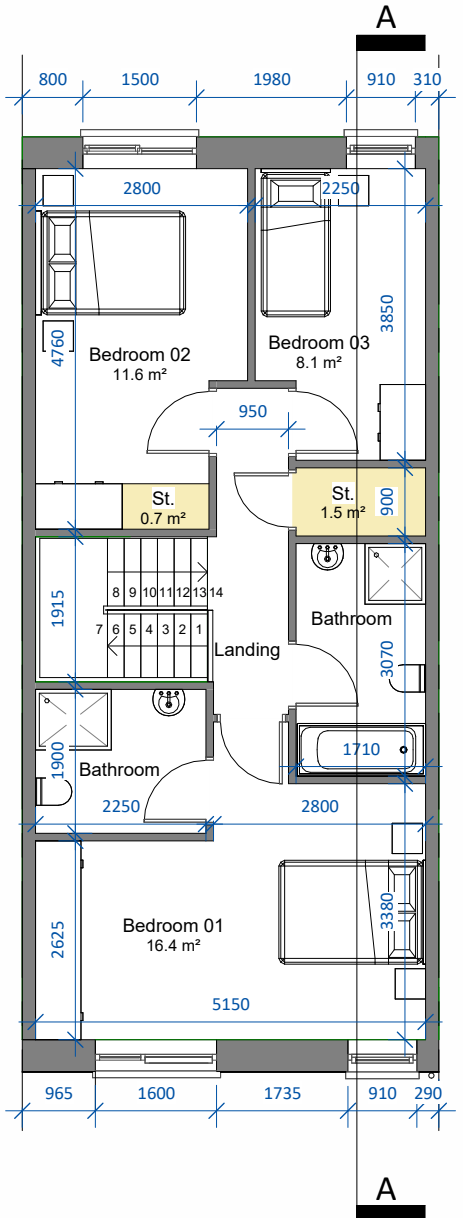 A
800 1500 1980 910 310
2800 2250
4760
3850
Bedroom 02
11.6 m²
Bedroom 03
8.1 m²
950
St.
0.7 m²
St.
1.5 m²
900
1915
8 9 10 11 12 13 14
7 6 5 4 3 2 1
Landing
Bathroom
3070
1900
Bathroom
1710
2250 2800
2625
Bedroom 01
16.4 m²
3380
5150
965 1600 1735 910 290
A